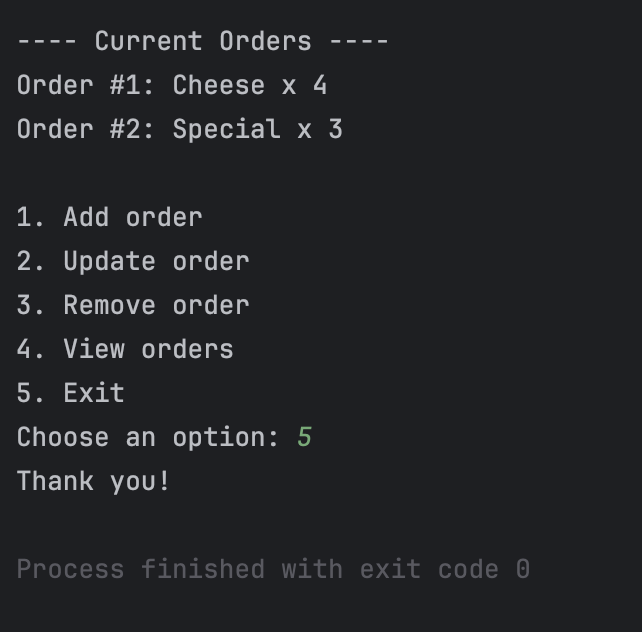 ---- Current Orders ----
Order #1: Cheese x 4
Order #2: Special x 3
1. Add order
2. Update order
3. Remove order
4. View orders
5. Exit
Choose an option: 5
Thank you!
Process finished with exit code 0